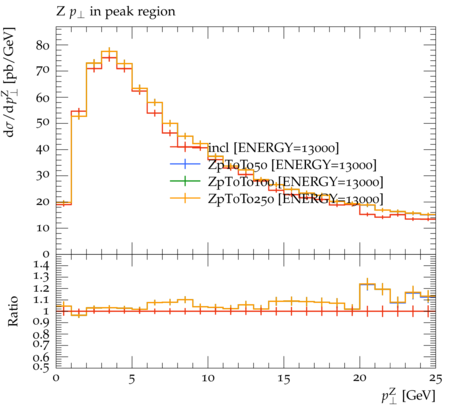 Z p⊥ in peak region
dσ/dp⊥^Z [pb/GeV]
80
70
60
50
40
30
20
10
0
incl [ENERGY=13000]
ZpToTo50 [ENERGY=13000]
ZpToTo100 [ENERGY=13000]
ZpToTo250 [ENERGY=13000]
Ratio
1.4
1.3
1.2
1.1
1
0.9
0.8
0.7
0.6
0.5
0 5 10 15 20 25
p⊥^Z [GeV]